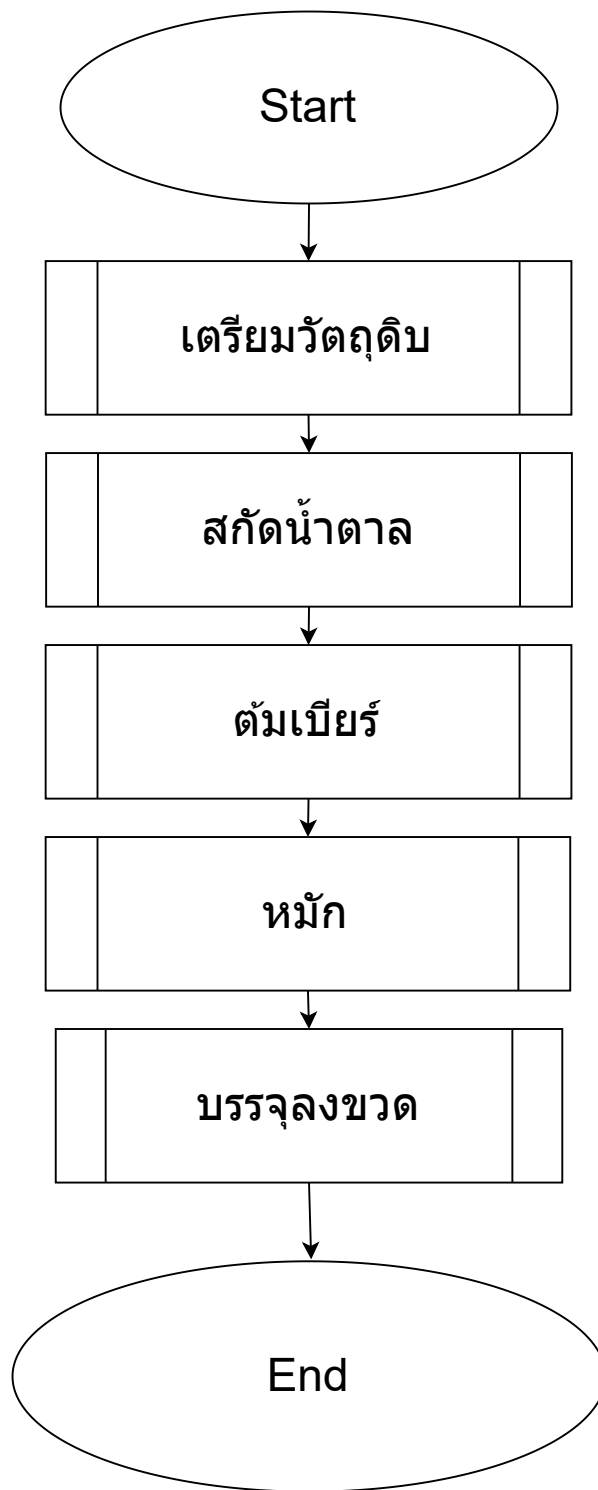 Start
เตรียมวัตถุดิบ
สกัดน้ำตาล
ต้มเบียร์
หมัก
บรรจุลงขวด
End